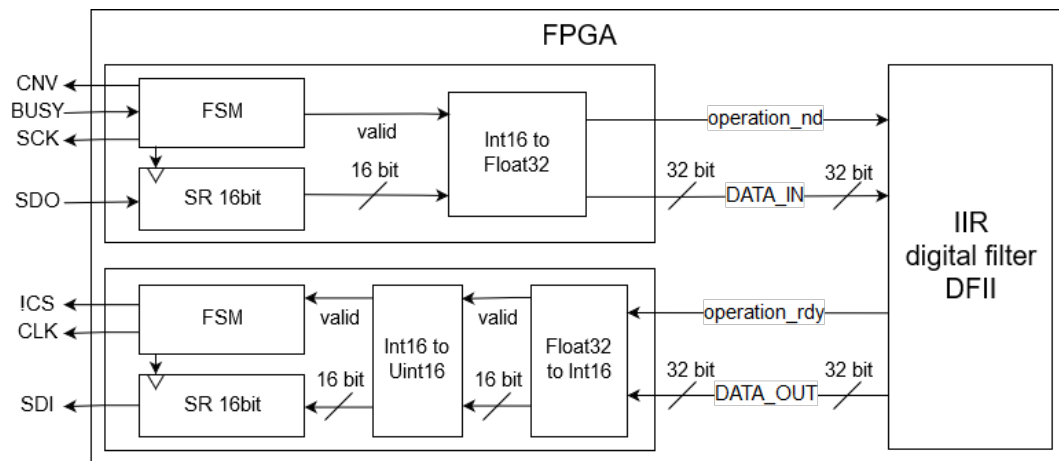 FPGA
CNV
BUSY
SCK
SDO
FSM
valid
SR 16bit
16 bit
Int16 to
Float32
operation_nd
32 bit
DATA_IN
32 bit
IIR
digital filter
DFII
!CS
CLK
SDI
FSM
valid
SR 16bit
16 bit
Int16 to
Uint16
valid
16 bit
Float32
to Int16
operation_rdy
32 bit
DATA_OUT
32 bit